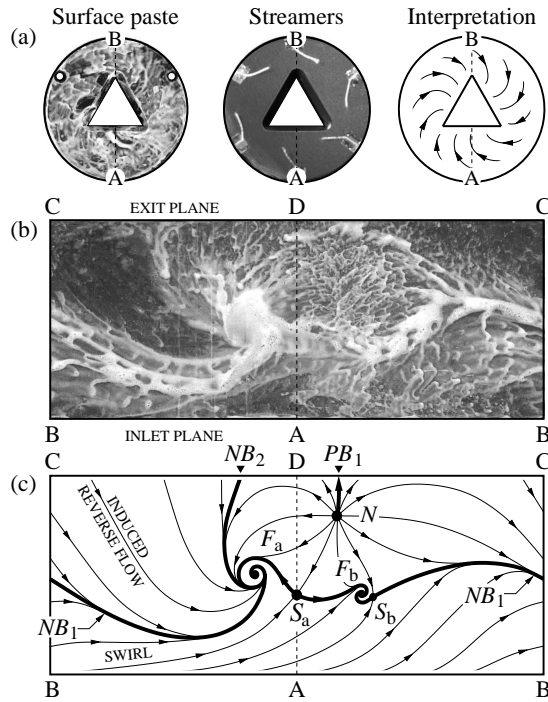 Surface paste Streamers Interpretation
(a) B B B
A A A
C D C
EXIT PLANE
(b)
B A B
INLET PLANE
C NB2 D PB1 C
(c)
INDUCED
REVERSE FLOW
N
Fa Fb
NB1 Sa Sb NB1
SWIRL
B A B